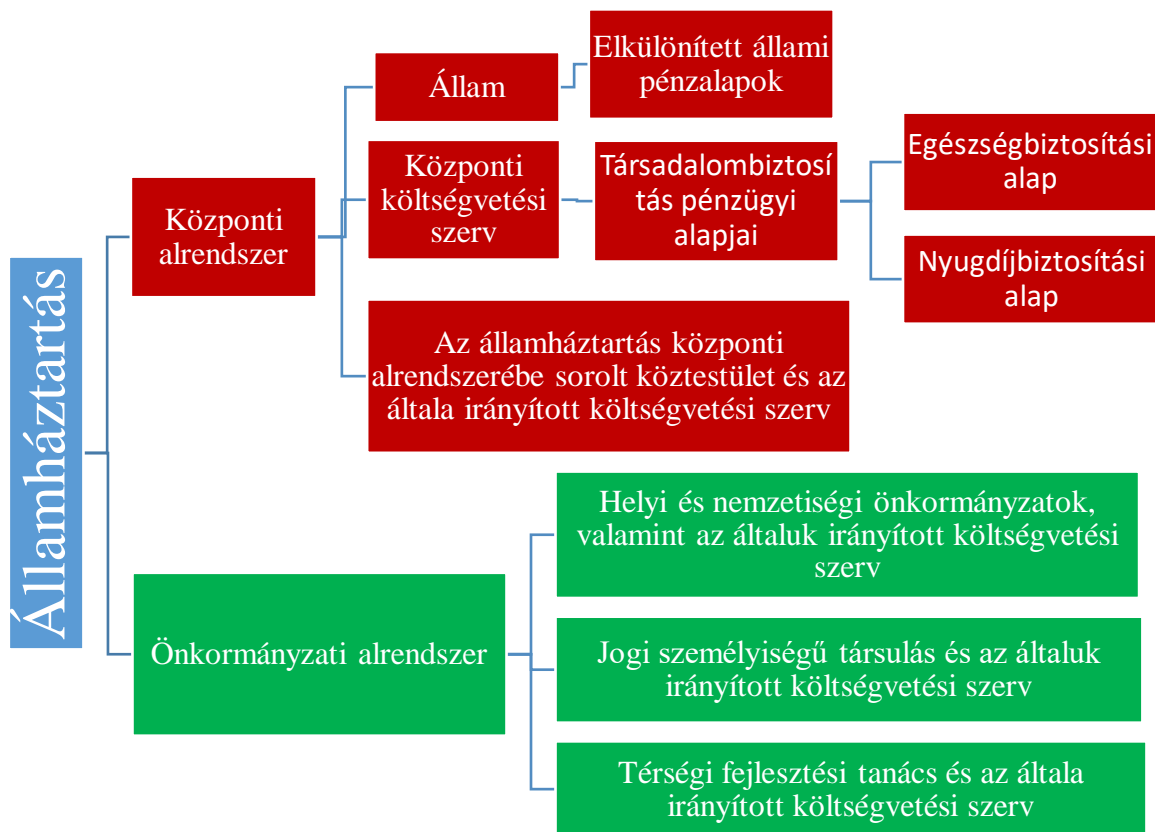 Államháztartás
Központi
alrendszer
Állam
Elkülönített állami
pénzalapok
Központi
költségvetési
szerv
Társadalombiztosí
tás pénzügyi
alapjai
Egészségbiztosítási
alap
Nyugdíjbiztosítási
alap
Az államháztartás központi
alrendszerébe sorolt köztestület és az
általa irányított költségvetési szerv
Önkormányzati alrendszer
Helyi és nemzetiségi önkormányzatok,
valamint az általuk irányított költségvetési
szerv
Jogi személyiségű társulás és az általuk
irányított költségvetési szerv
Térségi fejlesztési tanács és az általa
irányított költségvetési szerv